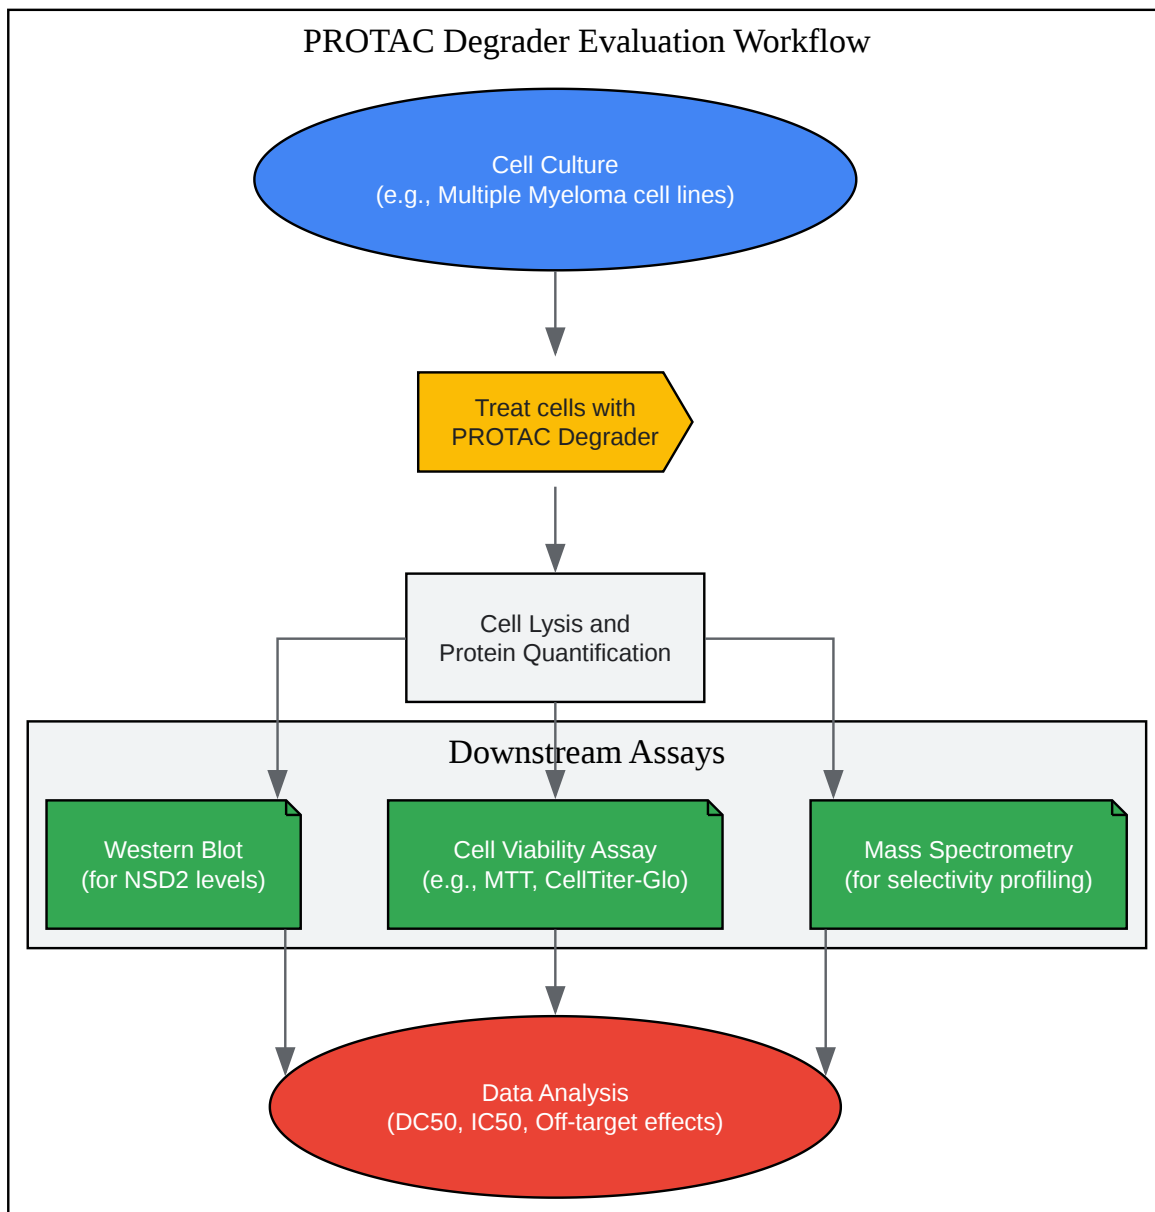 PROTAC Degrader Evaluation Workflow
Cell Culture
(e.g., Multiple Myeloma cell lines)
Treat cells with
PROTAC Degrader
Cell Lysis and
Protein Quantification
Downstream Assays
Western Blot
(for NSD2 levels)
Cell Viability Assay
(e.g., MTT, CellTiter-Glo)
Mass Spectrometry
(for selectivity profiling)
Data Analysis
(DC50, IC50, Off-target effects)